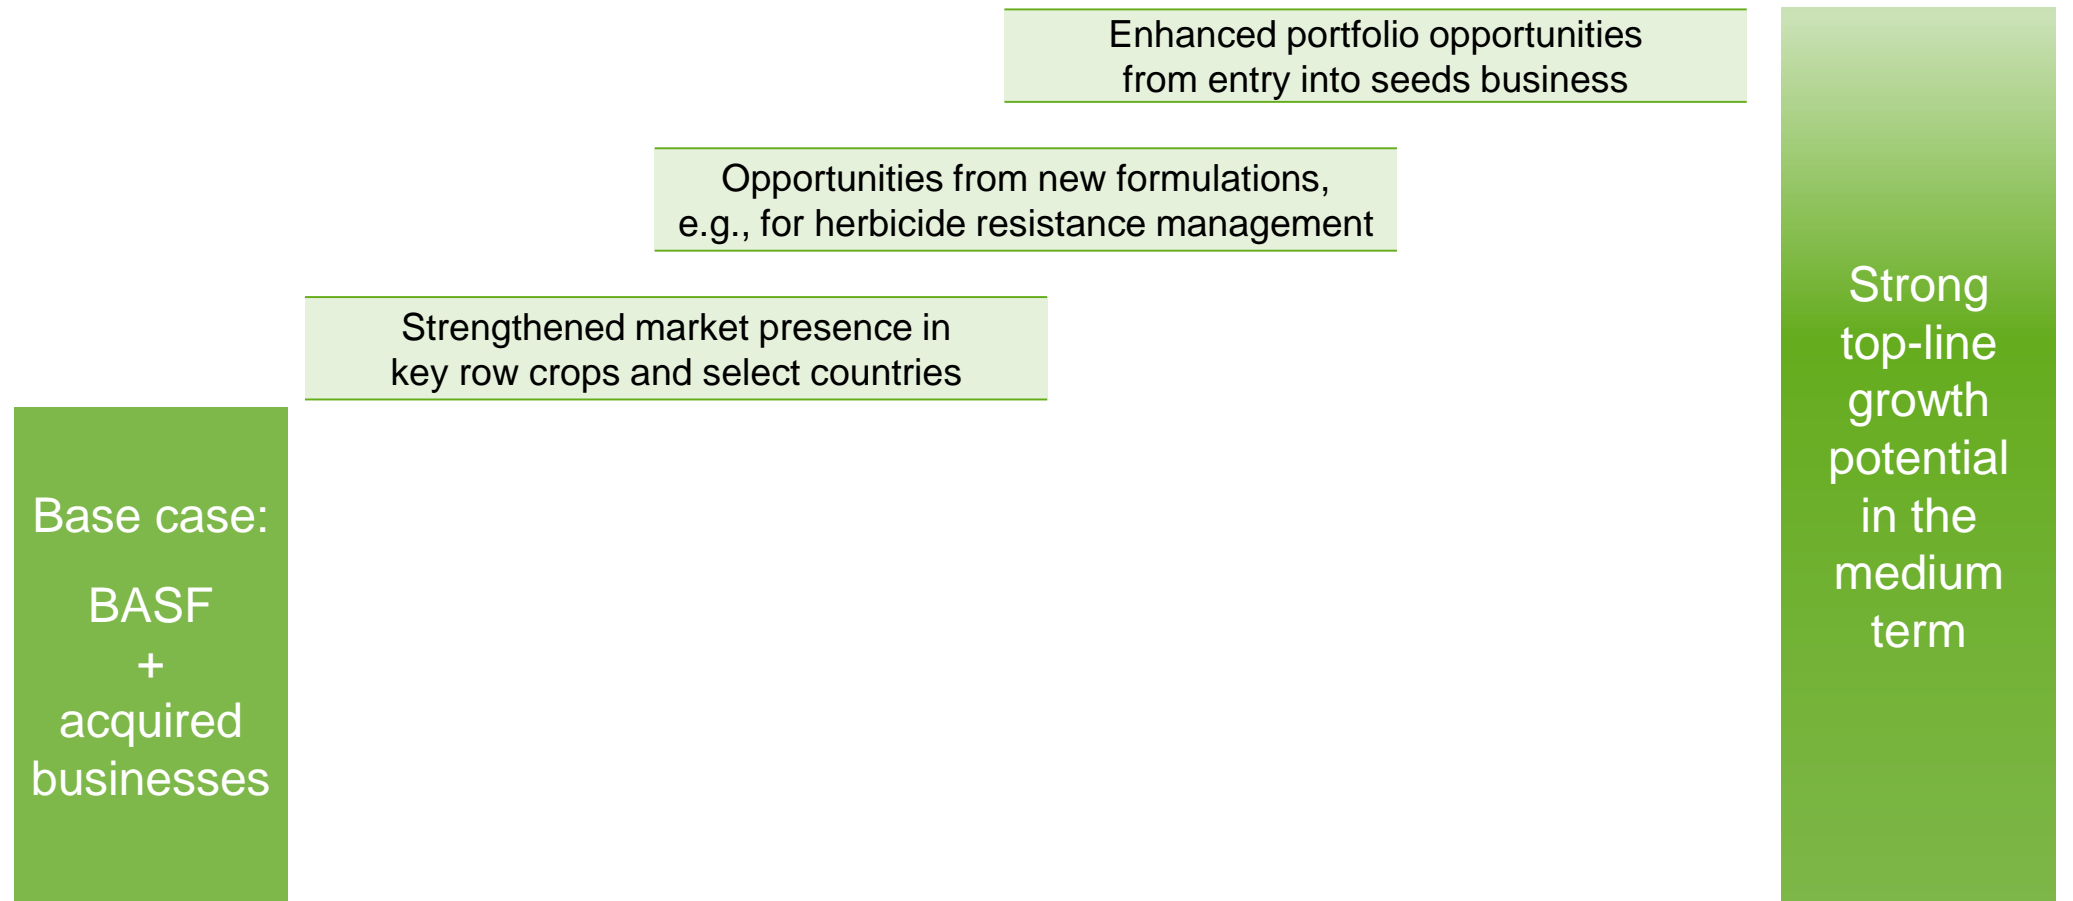 Enhanced portfolio opportunities
from entry into seeds business
Opportunities from new formulations,
e.g., for herbicide resistance management
Strengthened market presence in
key row crops and select countries
Base case:
BASF
+
acquired
businesses
Strong
top-line
growth
potential
in the
medium
term